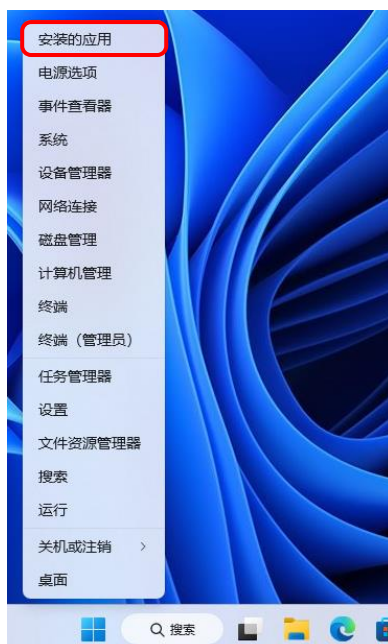 安装的应用
电源选项
事件查看器
系统
设备管理器
网络连接
磁盘管理
计算机管理
终端
终端（管理员）
任务管理器
设置
文件资源管理器
搜索
运行
关机或注销
桌面
搜索